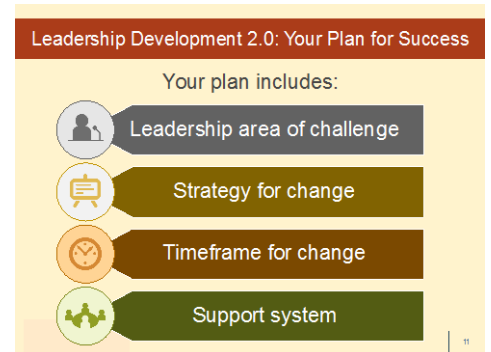 Leadership Development 2.0: Your Plan for Success
Your plan includes:
Leadership area of challenge
Strategy for change
Timeframe for change
Support system
11